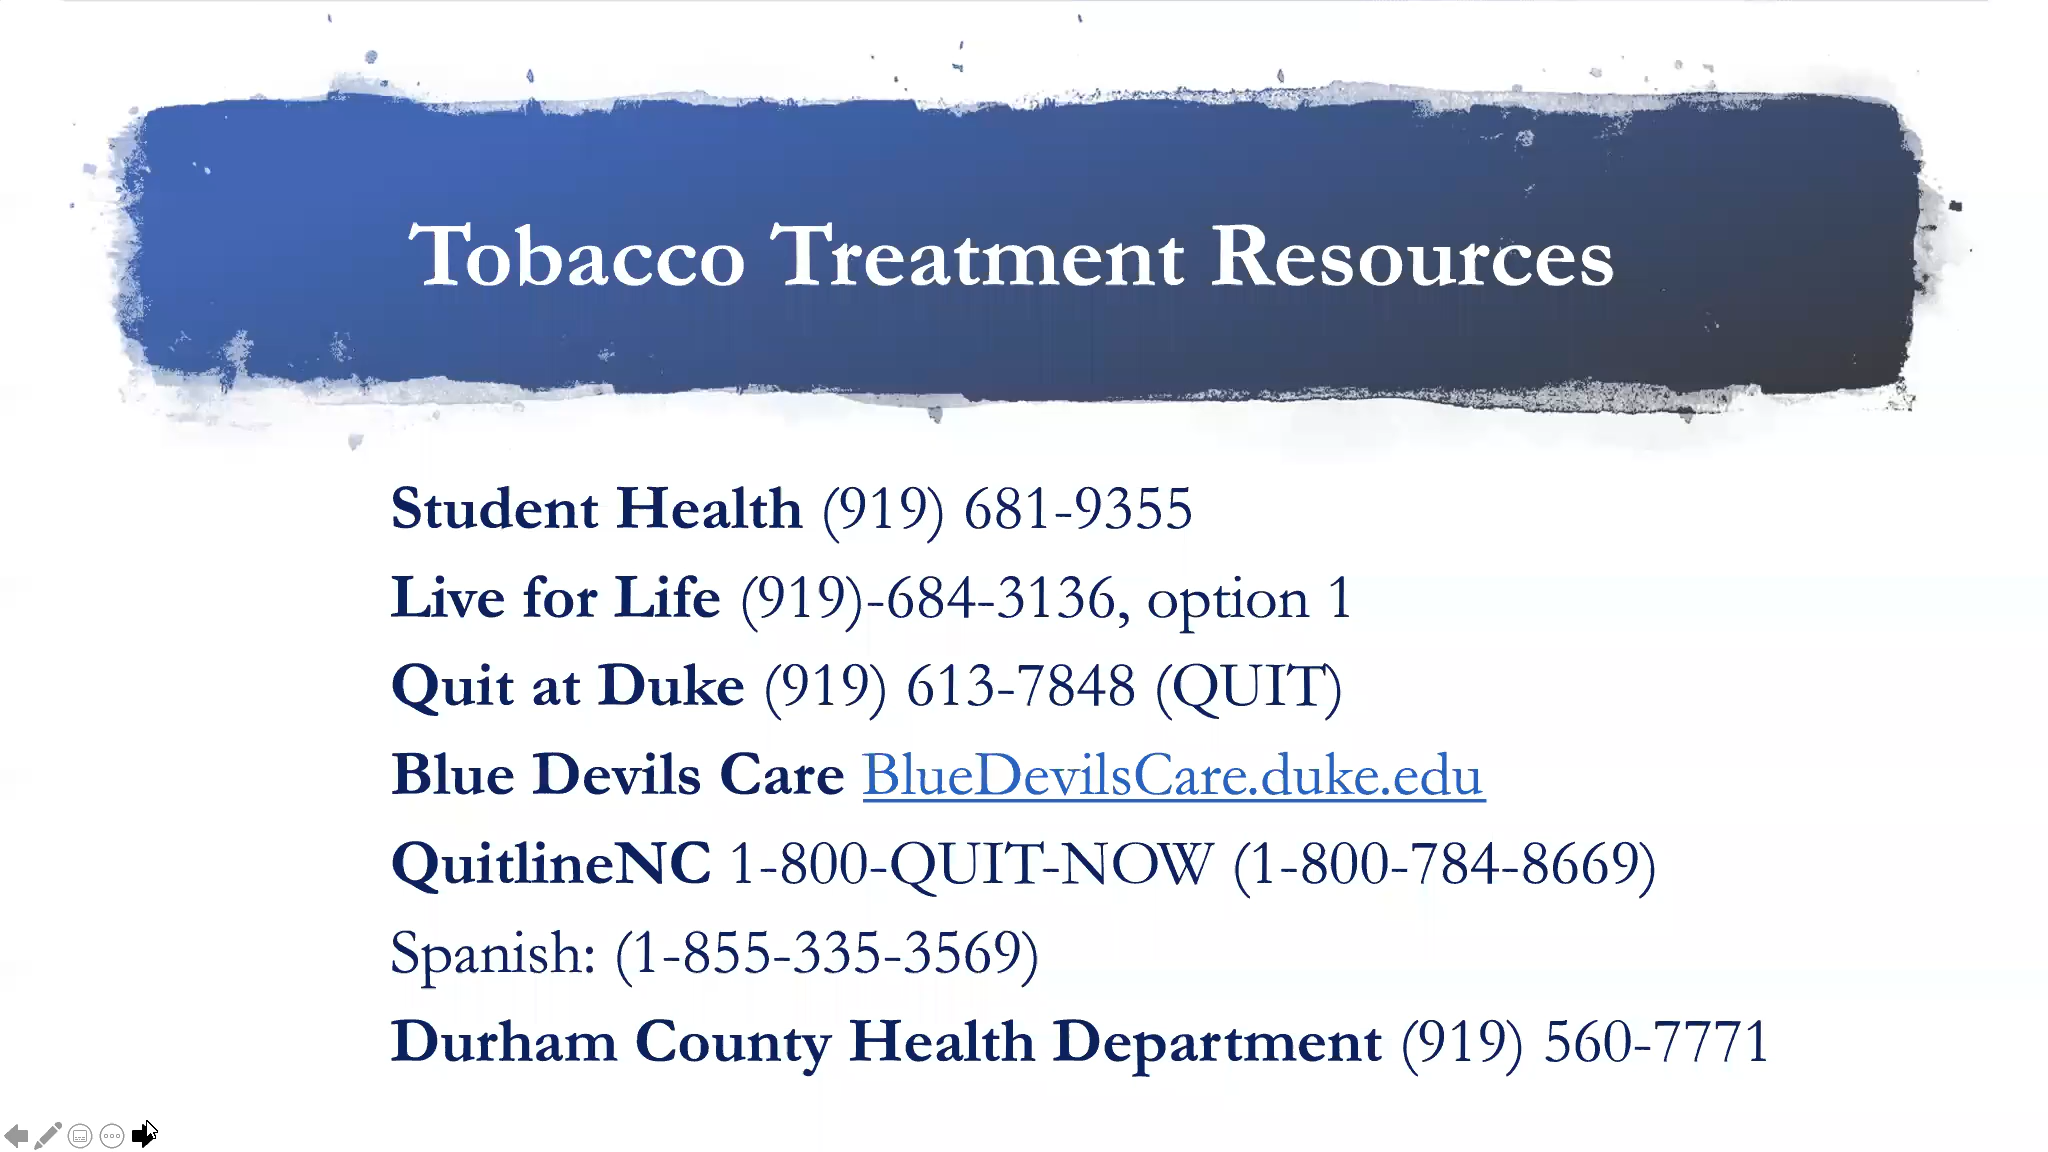 Tobacco Treatment Resources
Student Health (919) 681-9355
Live for Life (919)-684-3136, option 1
Quit at Duke (919) 613-7848 (QUIT)
Blue Devils Care BlueDevilsCare.duke.edu
QuitlineNC 1-800-QUIT-NOW (1-800-784-8669)
Spanish: (1-855-335-3569)
Durham County Health Department (919) 560-7771